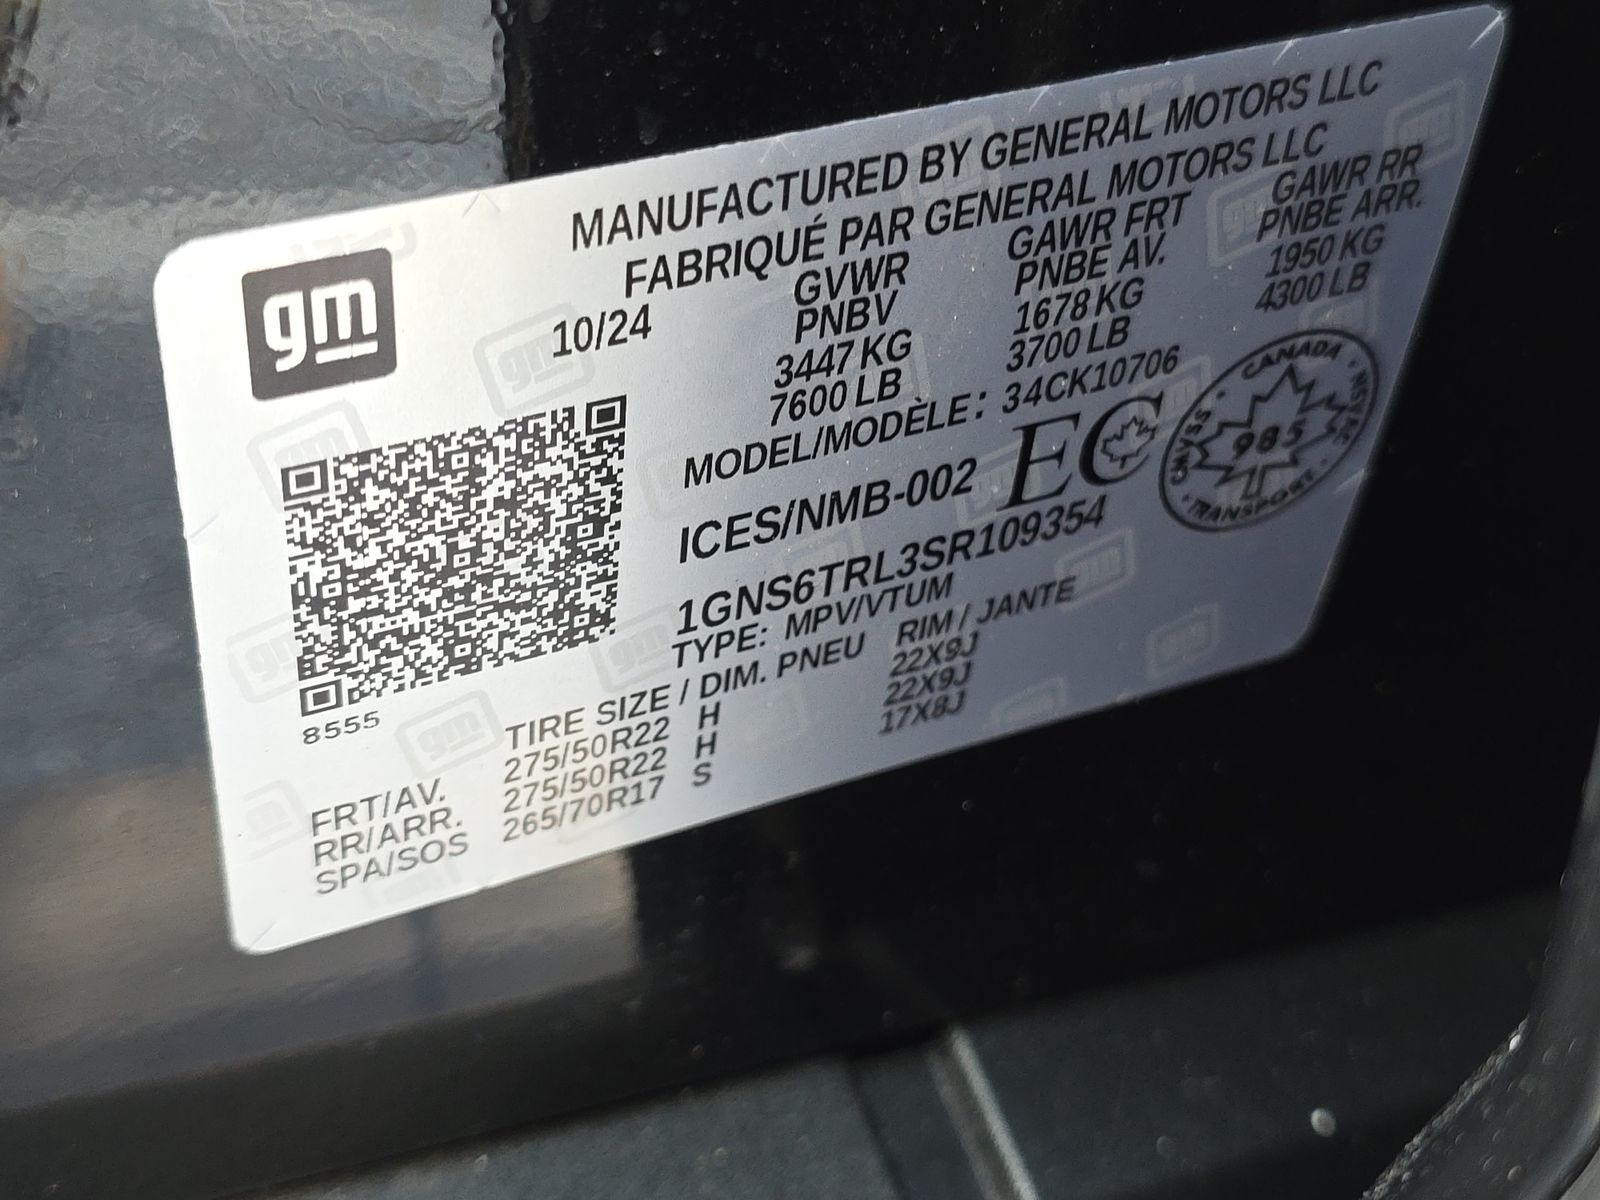 gm
MANUFACTURED BY GENERAL MOTORS LLC
FABRIQUÉ PAR GENERAL MOTORS LLC
10/24
GVWR GAWR FRT GAWR RR
PNBV PNBE AV. PNBE ARR.
3447 KG 1678 KG 1950 KG
7600 LB 3700 LB 4300 LB
MODEL/MODÈLE: 34CK10706
ICES/NMB-002 EC
CANADA
985
TRANSPORT
1GNS6TRL3SR109354
TYPE: MPV/VTUM
8555
TIRE SIZE / DIM. PNEU RIM / JANTE
FRT/AV. 275/50R22 H 22X9J
RR/ARR. 275/50R22 H 22X9J
SPA/SOS 265/70R17 S 17X8J